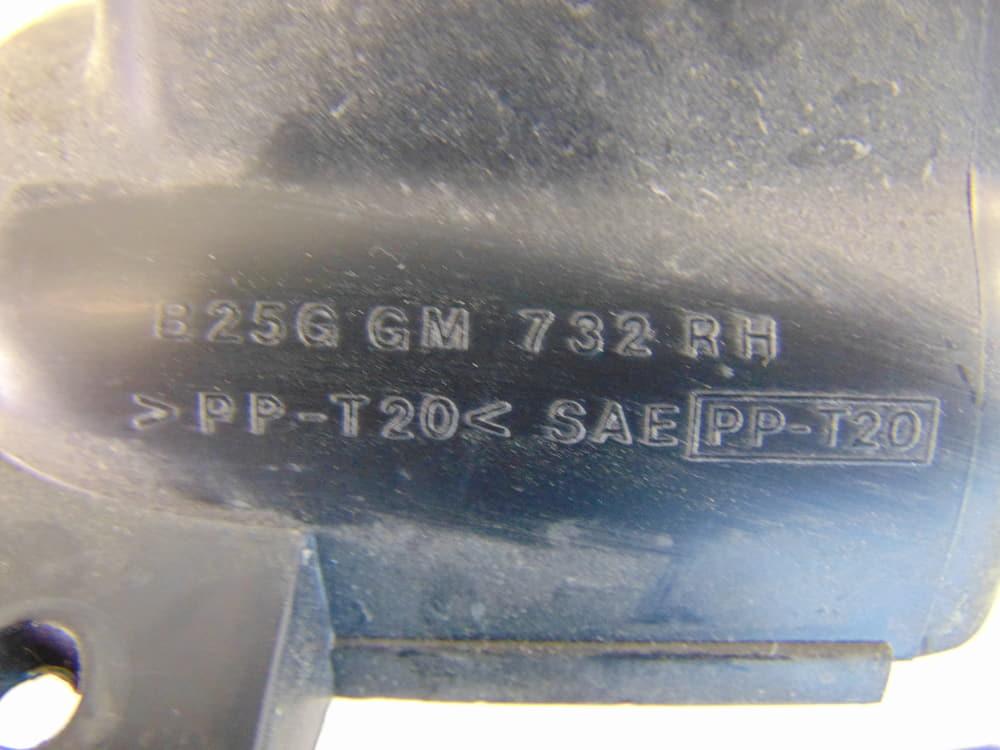 B25G GM 732 RH
>PP-T20< SAE PP-T20